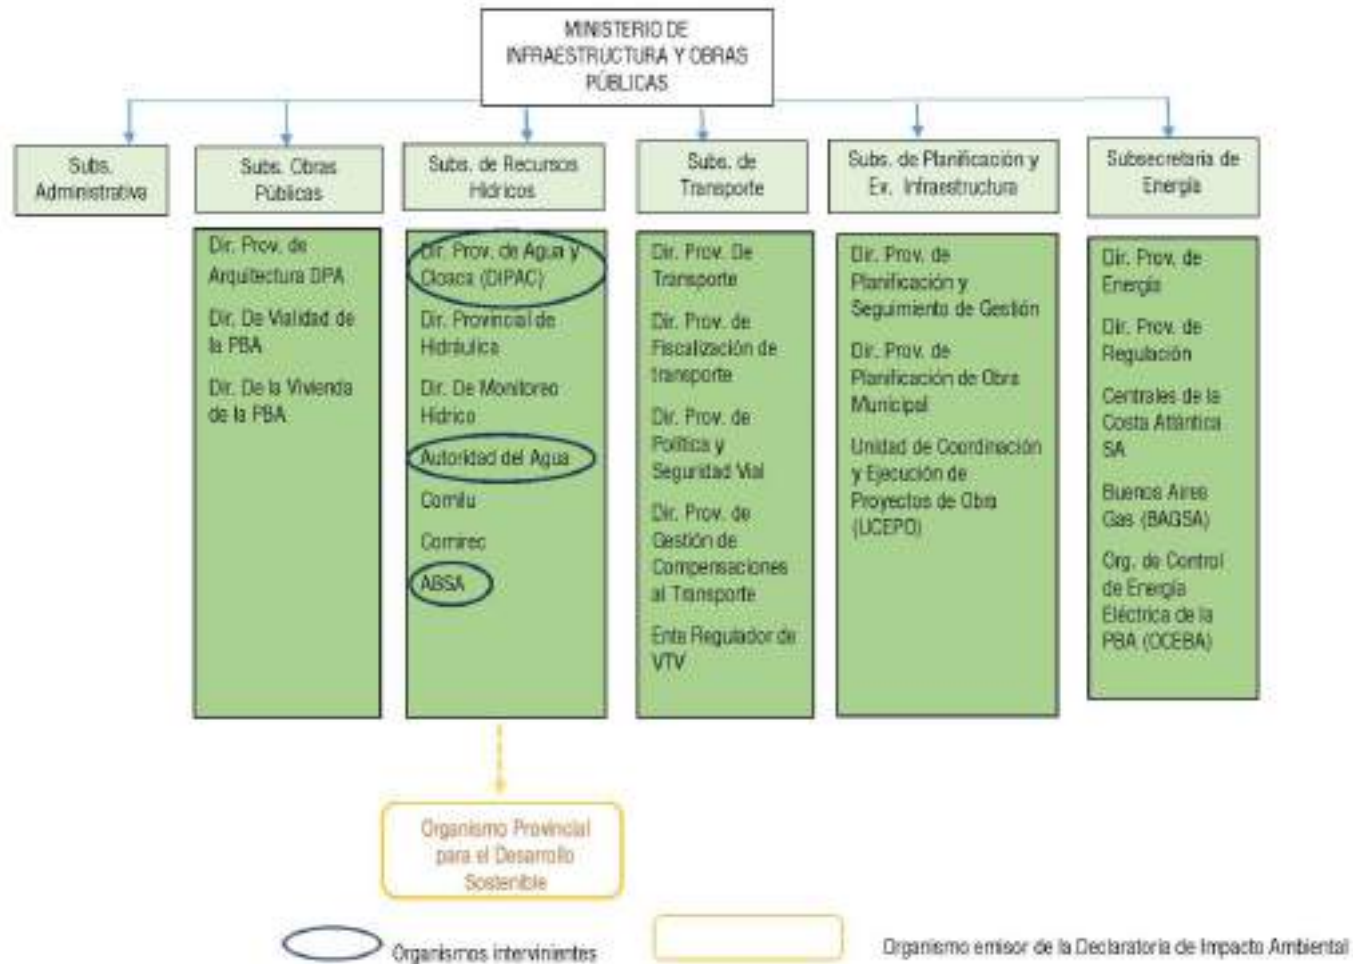 MINISTERIO DE
INFRAESTRUCTURA Y OBRAS
PÚBLICAS
Subs.
Administrativa
Subs. Obras
Públicas
Subs. de Recursos
Hídricos
Subs. de
Transporte
Subs. de Planificación y
Ev. Infraestructura
Subsecretaria de
Energía
Dir. Prov. de
Arquitectura DPA
Dir. De Vialidad de
la PBA
Dir. De la Vivienda
de la PBA
Dir. Prov. de Agua y
Cloaca (DIPAC)
Dir. Provincial de
Hidráulica
Dir. De Monitoreo
Hídrico
Autoridad del Agua
Comilu
Comirec
ABSA
Dir. Prov. De
Transporte
Dir. Prov. de
Fiscalización de
transporte
Dir. Prov. de
Política y
Seguridad Vial
Dir. Prov. de
Gestión de
Compensaciones
al Transporte
Ente Regulador de
VTV
Dir. Prov. de
Planificación y
Seguimiento de Gestión
Dir. Prov. de
Planificación de Obra
Municipal
Unidad de Coordinación
y Ejecución de
Proyectos de Obra
(UCEPO)
Dir. Prov. de
Energía
Dir. Prov. de
Regulación
Centrales de la
Costa Atlántica
SA
Buenos Aires
Gas (BAGSA)
Org. de Control
de Energía
Eléctrica de la
PBA (OCEBA)
Organismo Provincial
para el Desarrollo
Sostenible
Organismos intervinientes
Organismo emisor de la Declaratoria de Impacto Ambiental